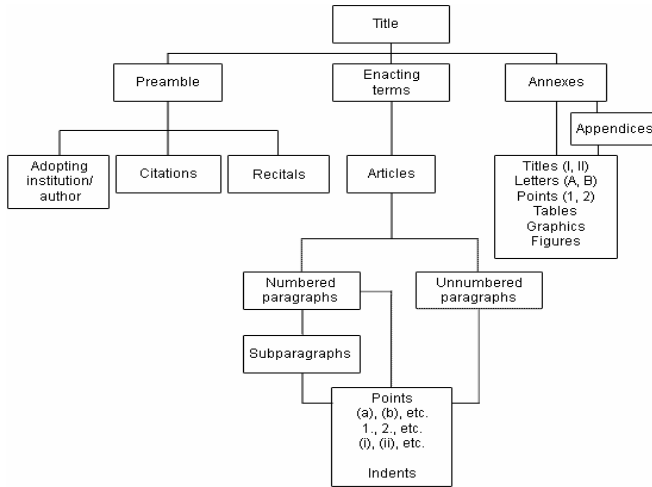 Title
Preamble
Enacting
terms
Annexes
Appendices
Adopting
institution/
author
Citations
Recitals
Articles
Titles (I, II)
Letters (A, B)
Points (1, 2)
Tables
Graphics
Figures
Numbered
paragraphs
Unnumbered
paragraphs
Subparagraphs
Points
(a), (b), etc.
1., 2., etc.
(i), (ii), etc.
Indents